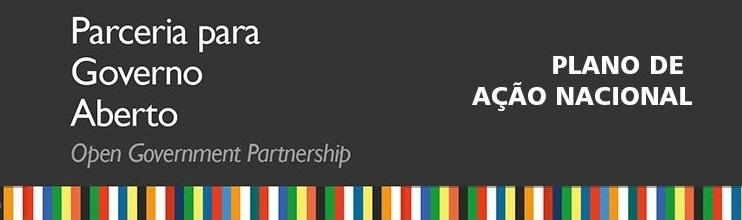 Parceria para
Governo
Aberto
Open Government Partnership
PLANO DE
AÇÃO NACIONAL